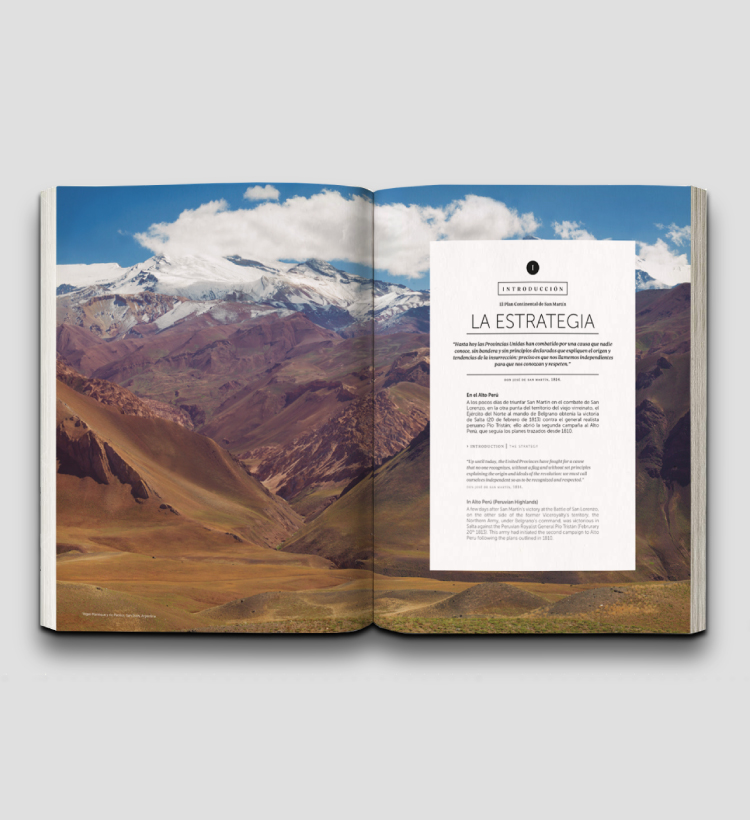 I
INTRODUCCIÓN
El Plan Continental de San Martín
LA ESTRATEGIA
"Hasta hoy las Provincias Unidas han combatido por una causa que nadie
conoce, sin bandera y sin principios declarados que expliquen el origen y
tendencias de la insurrección: preciso es que nos llamemos independientes
para que nos conozcan y respeten."
DON JOSÉ DE SAN MARTÍN, 1814.
En el Alto Perú
A los pocos días de triunfar San Martín en el combate de San
Lorenzo, en la otra punta del territorio del viejo virreinato, el
Ejército del Norte al mando de Belgrano obtenía la victoria
de Salta (20 de febrero de 1813) contra el general realista
peruano Pío Tristán; ello abrió la segunda campaña al Alto
Perú, que seguía los planes trazados desde 1810.
I INTRODUCTION | THE STRATEGY
"Up until today, the United Provinces have fought for a cause
that no one recognizes, without a flag and without set principles
explaining the origin and ideals of the revolution: we must call
ourselves independent so as to be recognized and respected."
DON JOSÉ DE SAN MARTÍN, 1814.
In Alto Perú (Peruvian Highlands)
A few days after San Martín's victory at the Battle of San Lorenzo,
on the other side of the former Viceroyalty's territory, the
Northern Army, under Belgrano's command, was victorious in
Salta against the Peruvian Royalist General Pío Tristán (February
20th 1813). This Army had initiated the second campaign to Alto
Perú following the plans outlined in 1810.